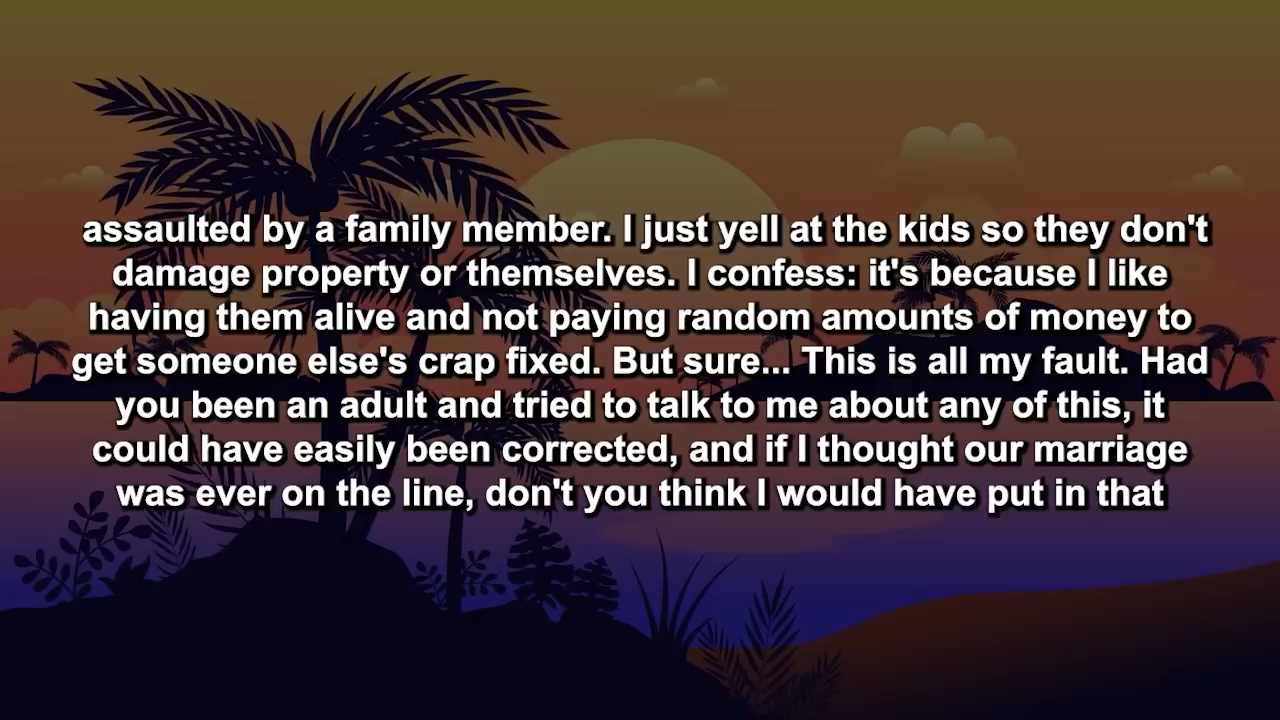 assaulted by a family member. I just yell at the kids so they don't
damage property or themselves. I confess: it's because I like
having them alive and not paying random amounts of money to
get someone else's crap fixed. But sure... This is all my fault. Had
you been an adult and tried to talk to me about any of this, it
could have easily been corrected, and if I thought our marriage
was ever on the line, don't you think I would have put in that